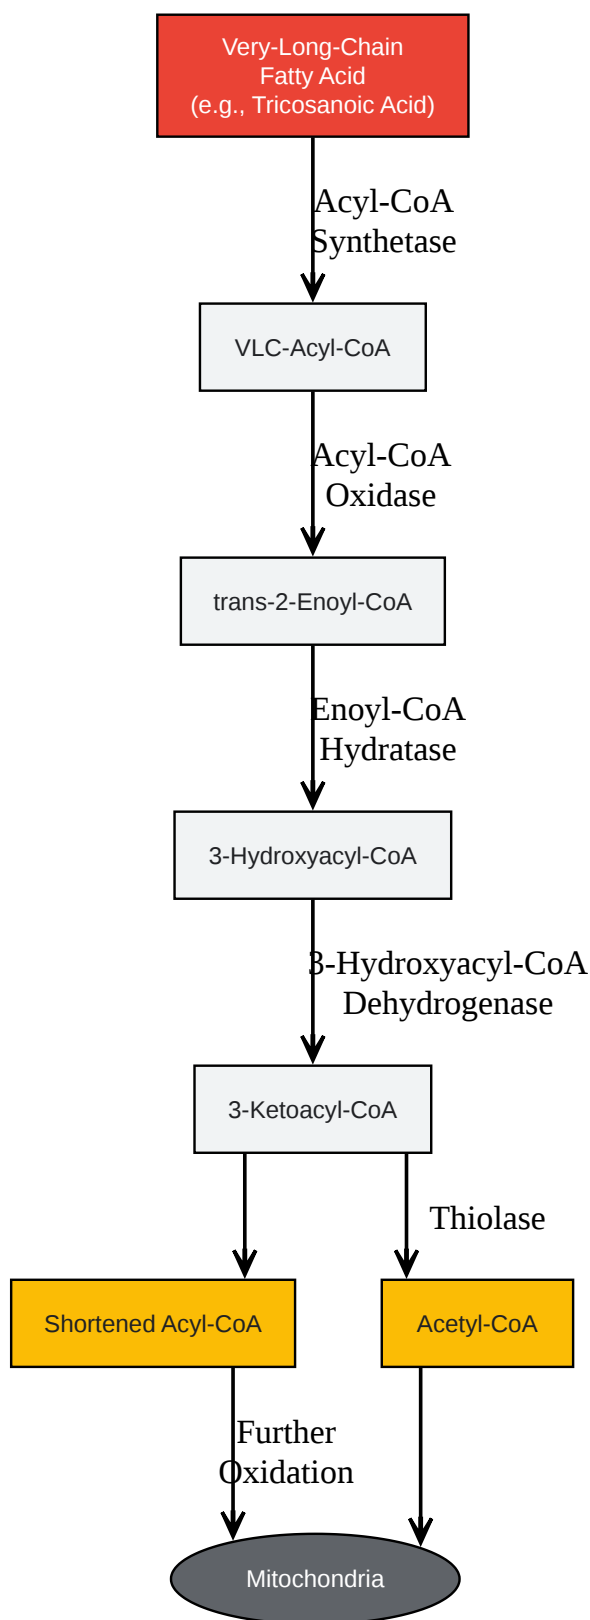 Very-Long-Chain
Fatty Acid
(e.g., Tricosanoic Acid)
Acyl-CoA
Synthetase
VLC-Acyl-CoA
Acyl-CoA
Oxidase
trans-2-Enoyl-CoA
Enoyl-CoA
Hydratase
3-Hydroxyacyl-CoA
3-Hydroxyacyl-CoA
Dehydrogenase
3-Ketoacyl-CoA
Thiolase
Shortened Acyl-CoA
Acetyl-CoA
Further
Oxidation
Mitochondria